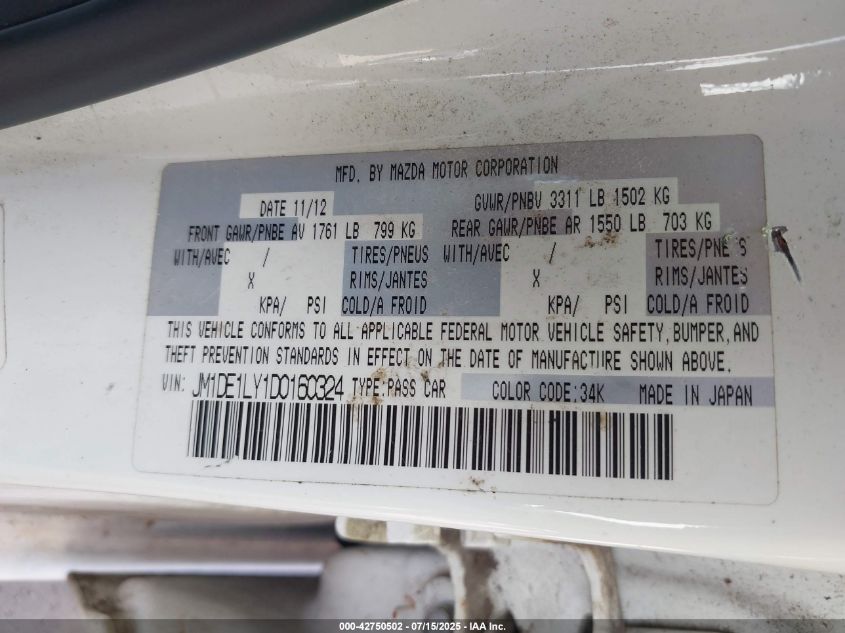 MFD. BY MAZDA MOTOR CORPORATION
DATE 11/12 GVWR/PNBV 3311 LB 1502 KG
FRONT GAWR/PNBE AV 1761 LB 799 KG REAR GAWR/PNBE AR 1550 LB 703 KG
WITH/AVEC / TIRES/PNEUS WITH/AVEC / TIRES/PNE S
X RIMS/JANTES X RIMS/JANTES
KPA/ PSI COLD/A FROID KPA/ PSI COLD/A FROID
THIS VEHICLE CONFORMS TO ALL APPLICABLE FEDERAL MOTOR VEHICLE SAFETY, BUMPER, AND
THEFT PREVENTION STANDARDS IN EFFECT ON THE DATE OF MANUFACTURE SHOWN ABOVE.
VIN: JM1DE1LY1D0160324 TYPE:PASS CAR COLOR CODE:34K MADE IN JAPAN
000-42750502 - 07/15/2025 - IAA Inc.